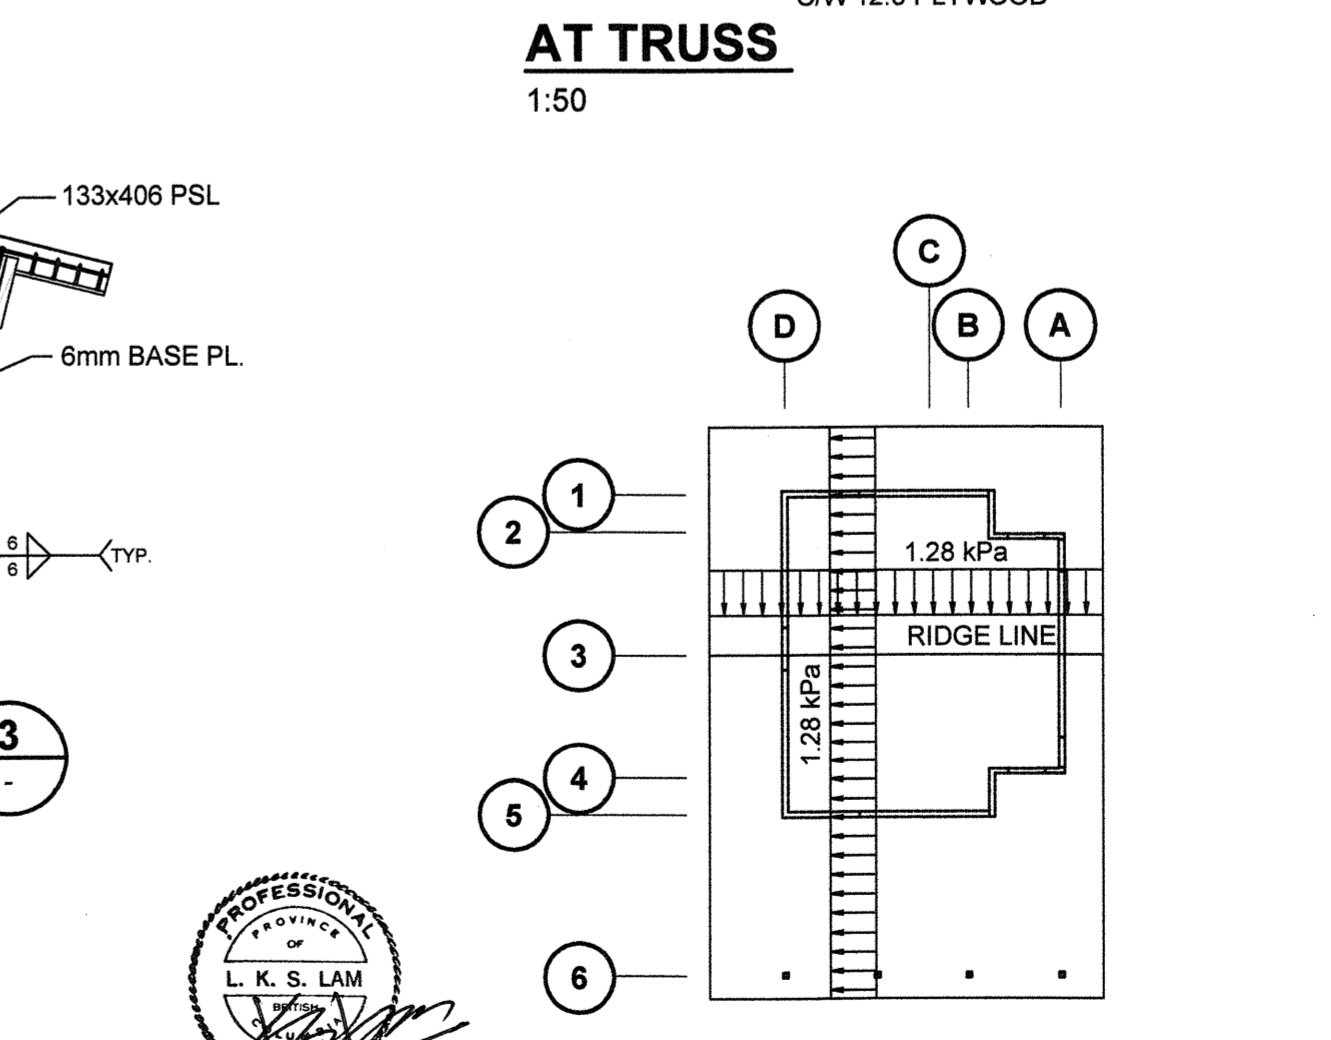 AT TRUSS
1:50
133x406 PSL
6mm BASE PL.
6
6
TYP.
3
-
C
D
B
A
1
2
3
4
5
6
1.28 kPa
RIDGE LINE
1.28 kPa
PROFESSIONAL
PROVINCE
OF
L. K. S. LAM
BRITISH